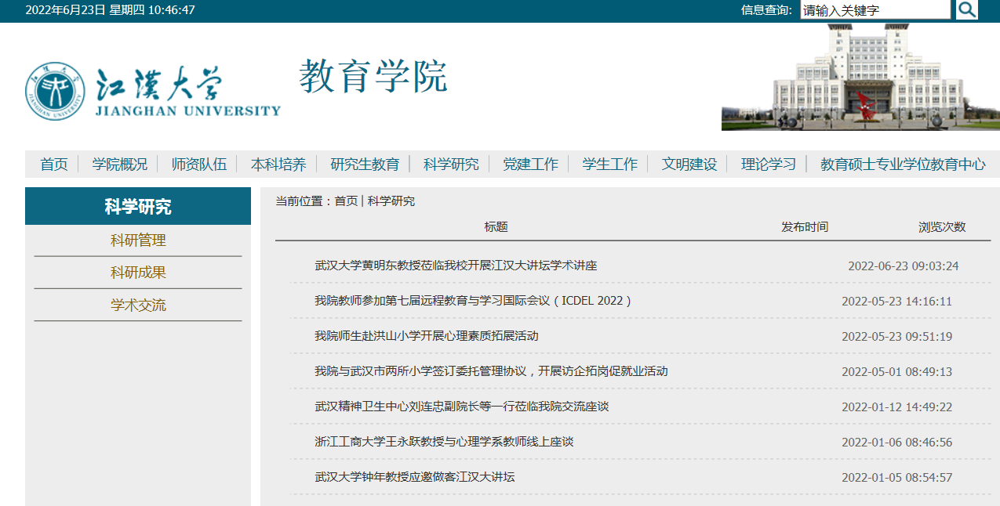 2022年6月23日 星期四 10:46:47 信息查询: 请输入关键字
江漢大学 教育学院
JIANGHAN UNIVERSITY
首页 学院概况 师资队伍 本科培养 研究生教育 科学研究 党建工作 学生工作 文明建设 理论学习 教育硕士专业学位教育中心
科学研究
科研管理
科研成果
学术交流
当前位置：首页 | 科学研究
标题 发布时间 浏览次数
武汉大学黄明东教授莅临我校开展江汉大讲坛学术讲座 2022-06-23 09:03:24
我院教师参加第七届远程教育与学习国际会议（ICDEL 2022） 2022-05-23 14:16:11
我院师生赴洪山小学开展心理素质拓展活动 2022-05-23 09:51:19
我院与武汉市两所小学签订委托管理协议，开展访企拓岗促就业活动 2022-05-01 08:49:13
武汉精神卫生中心刘连忠副院长等一行莅临我院交流座谈 2022-01-12 14:49:22
浙江工商大学王永跃教授与心理学系教师线上座谈 2022-01-06 08:46:56
武汉大学钟年教授应邀做客江汉大讲坛 2022-01-05 08:54:57